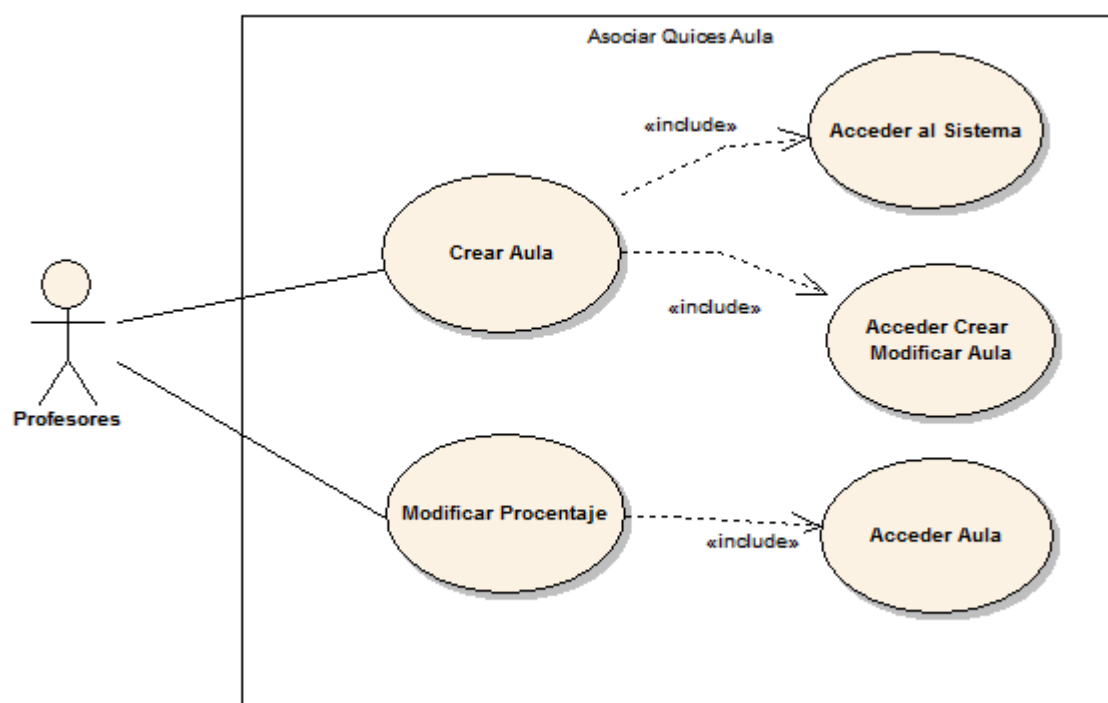 Asociar Quices Aula
«include»
Acceder al Sistema
Crear Aula
«include»
Acceder Crear
Modificar Aula
Profesores
Modificar Procentaje
«include»
Acceder Aula